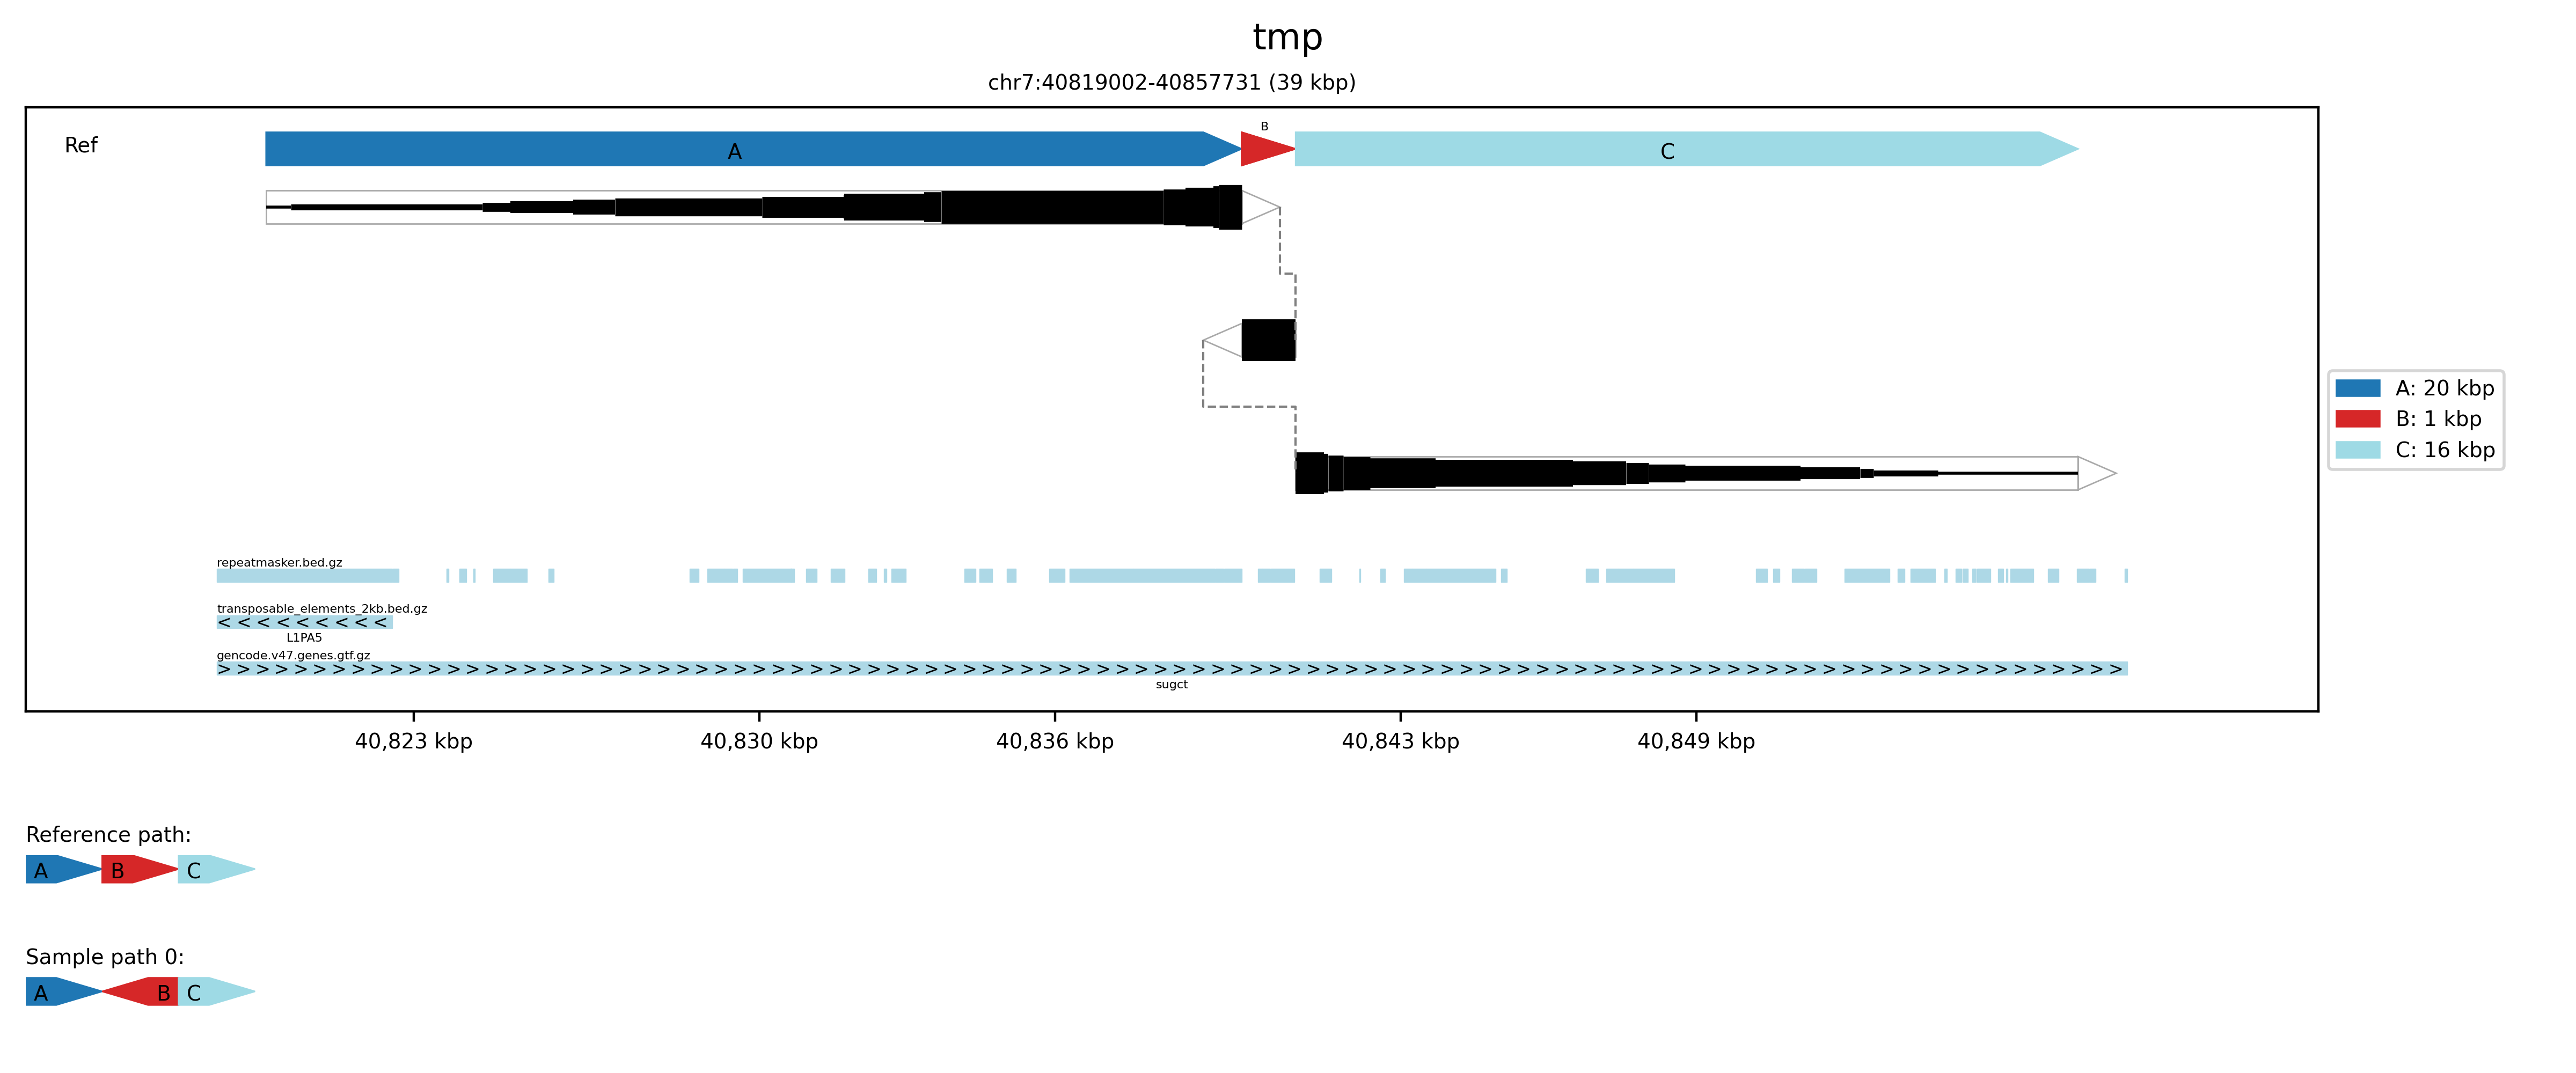 tmp
chr7:40819002-40857731 (39 kbp)
Ref
A
B
C
A: 20 kbp
B: 1 kbp
C: 16 kbp
repeatmasker.bed.gz
transposable_elements_2kb.bed.gz
L1PA5
gencode.v47.genes.gtf.gz
sugct
40,823 kbp 40,830 kbp 40,836 kbp 40,843 kbp 40,849 kbp
Reference path:
A B C
Sample path 0:
A B C